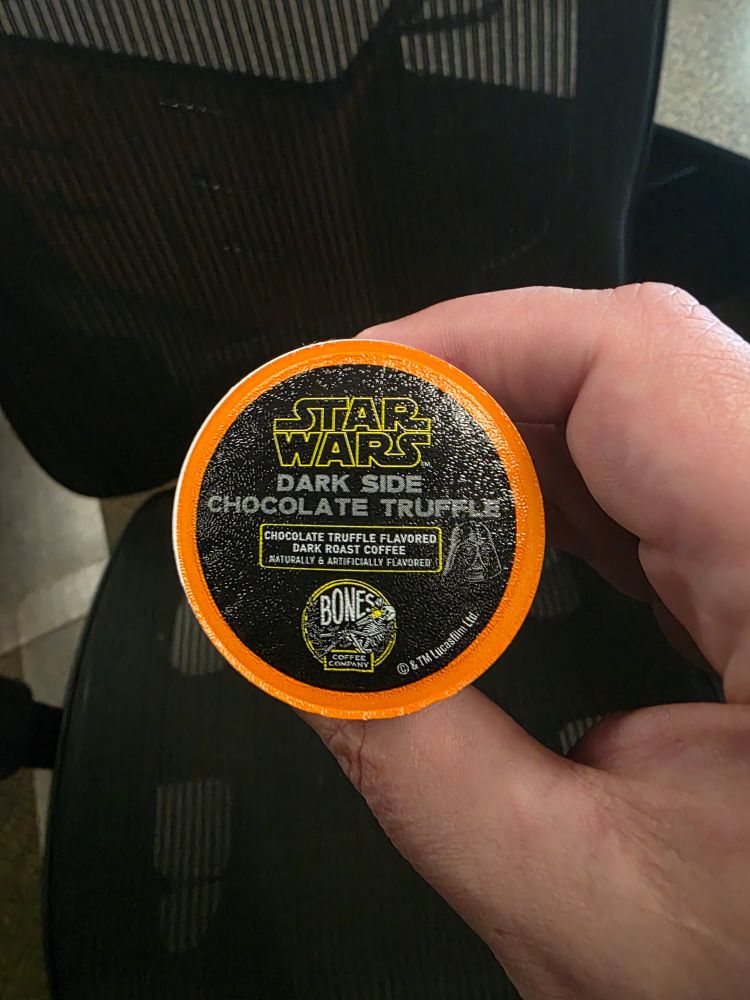 STAR
WARS
TM
DARK SIDE
CHOCOLATE TRUFFLE
CHOCOLATE TRUFFLE FLAVORED
DARK ROAST COFFEE
NATURALLY & ARTIFICIALLY FLAVORED
BONES
COFFEE
COMPANY
© & TM Lucasfilm Ltd.